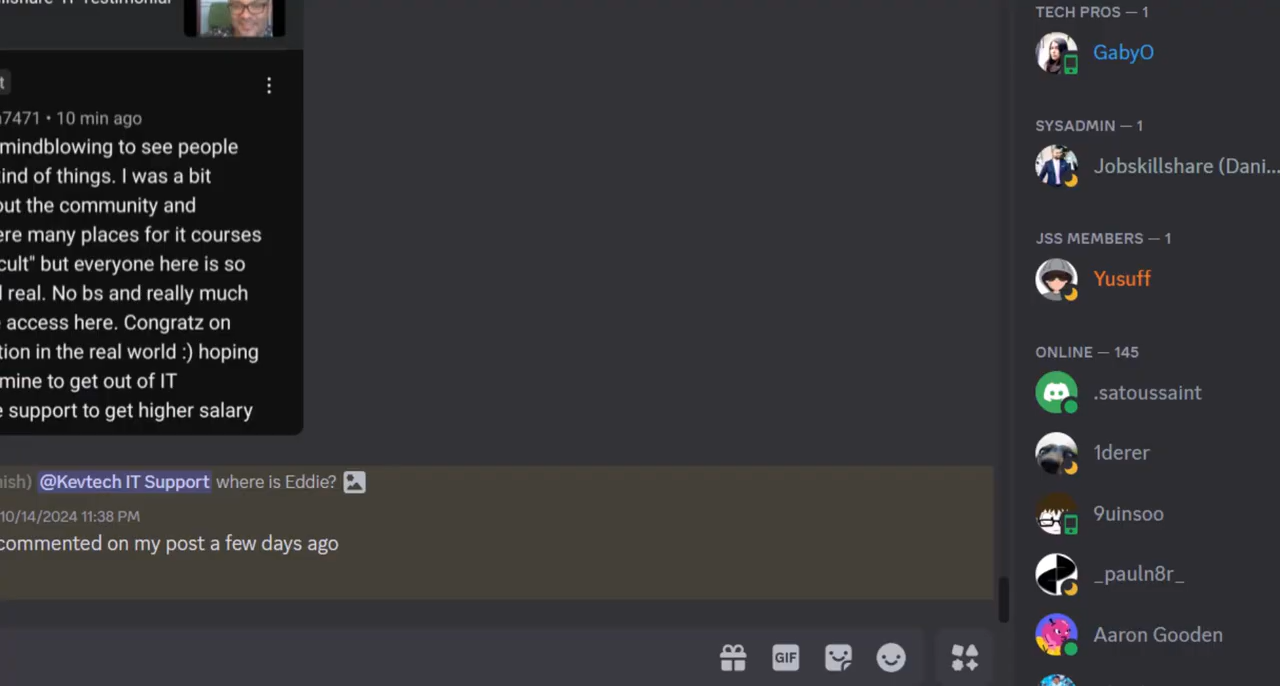 t
7471 • 10 min ago
mindblowing to see people
ind of things. I was a bit
out the community and
ere many places for it courses
cult" but everyone here is so
real. No bs and really much
access here. Congratz on
tion in the real world :) hoping
mine to get out of IT
e support to get higher salary
nish) @Kevtech IT Support where is Eddie?
10/14/2024 11:38 PM
commented on my post a few days ago
GIF
TECH PROS — 1
GabyO
SYSADMIN — 1
Jobskillshare (Dani...
JSS MEMBERS — 1
Yusuff
ONLINE — 145
.satoussaint
1derer
9uinsoo
_pauln8r_
Aaron Gooden